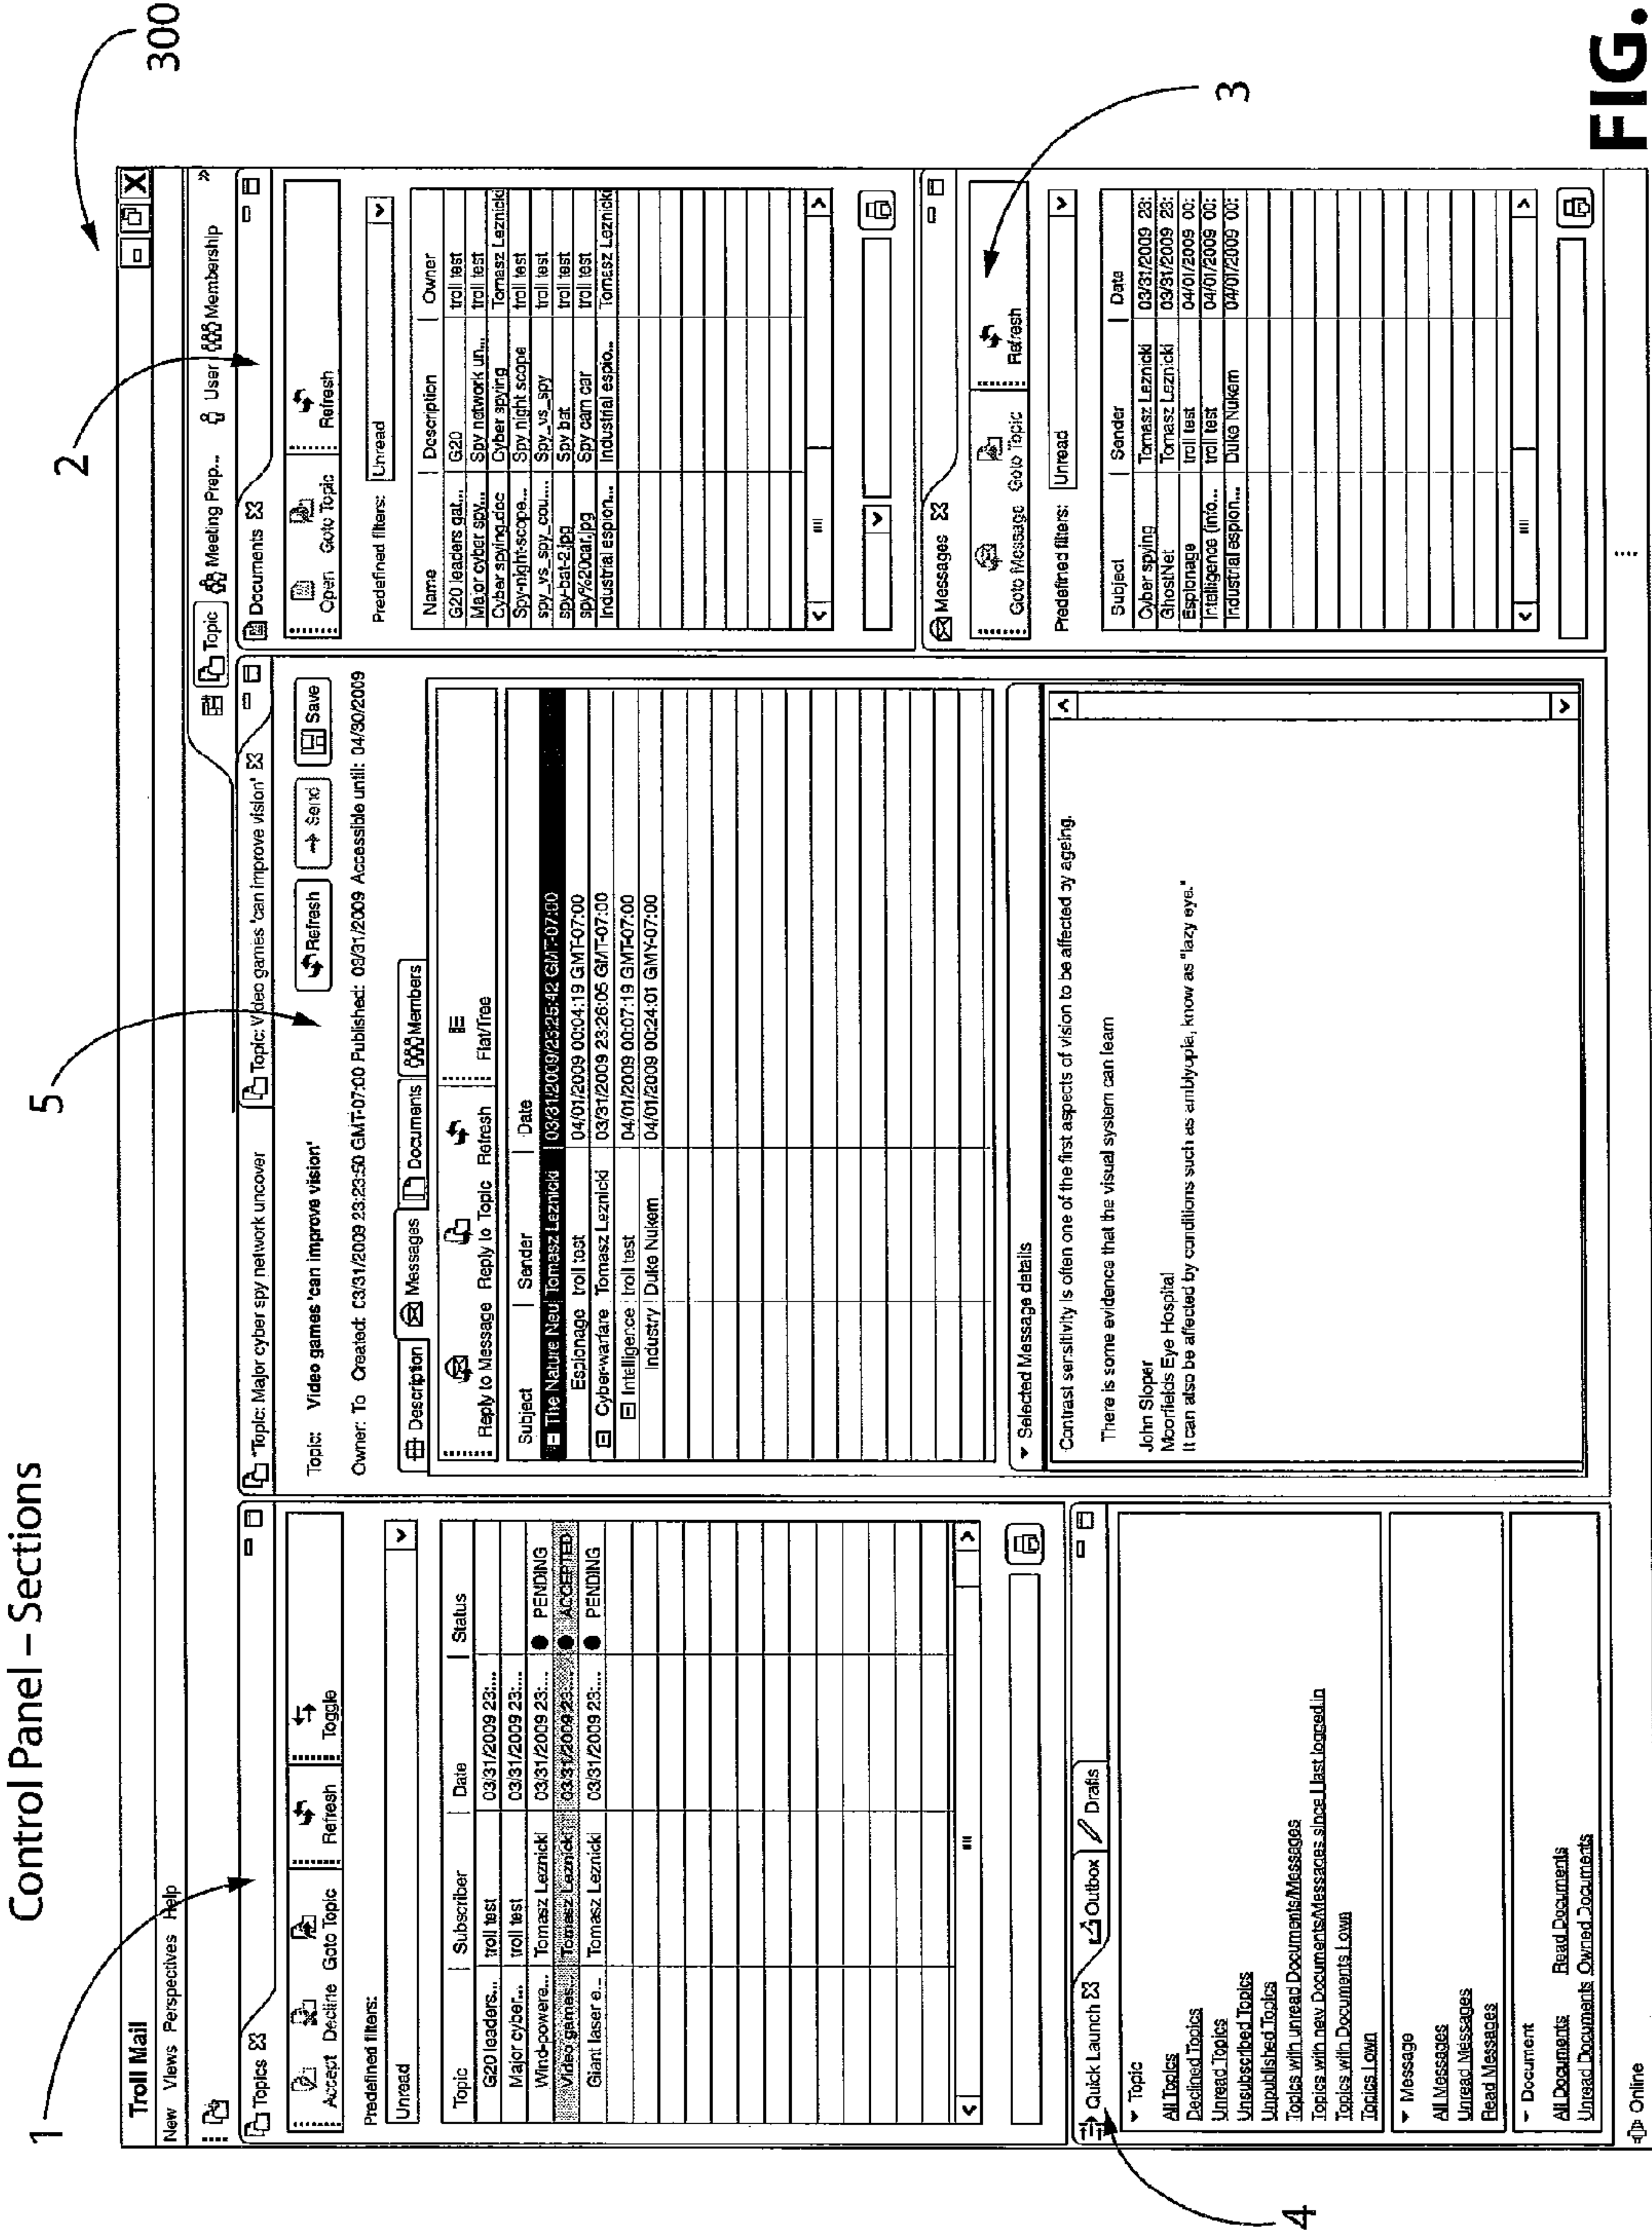 Control Panel – Sections
1
2
3
4
5
300
Troll Mail
New Views Perspectives Help
Topic Meeting Prep... User Membership »
Topics
Accept Decline Goto Topic Refresh Toggle
Predefined filters:
Unread
Topic Subscriber Date Status
G20 leaders... troll test 03/31/2009 23:...
Major cyber... troll test 03/31/2009 23:...
Wind-powere... Tomasz Leznicki 03/31/2009 23:... PENDING
Video games... Tomasz Leznicki 03/31/2009 23:... ACCEPTED
Giant laser e... Tomasz Leznicki 03/31/2009 23:... PENDING
Quick Launch Outbox Drafts
Topic
All Topics
Declined Topics
Unread Topics
Unsubscribed Topics
Unpublished Topics
Topics with unread Documents/Messages
Topics with new Documents/Messages since I last logged in
Topics with Documents I own
Topics I own
Message
All Messages
Unread Messages
Read Messages
Document
All Documents Read Documents
Unread Documents Owned Documents
Online
*Topic: Major cyber spy network uncover Topic: Video games 'can improve vision'
Topic: Video games 'can improve vision' Refresh Send Save
Owner: To Created: 03/31/2009 23:23:50 GMT-07:00 Published: 03/31/2009 Accessible until: 04/30/2009
Description Messages Documents Members
Reply to Message Reply to Topic Refresh Flat/Tree
Subject Sender Date
The Nature Neu Tomasz Leznicki 03/31/2009/23:25:42 GMT-07:00
Espionage troll test 04/01/2009 00:04:19 GMT-07:00
Cyber-warfare Tomasz Leznicki 03/31/2009 23:26:05 GMT-07:00
Intelligence troll test 04/01/2009 00:07:19 GMT-07:00
Industry Duke Nukem 04/01/2009 00:24:01 GMY-07:00
Selected Message details
Contrast sensitivity is often one of the first aspects of vision to be affected by ageing.
There is some evidence that the visual system can learn
John Sloper
Moorfields Eye Hospital
It can also be affected by conditions such as amblyopia, know as "lazy eye."
Documents
Open Goto Topic Refresh
Predefined filters: Unread
Name Description Owner
G20 leaders gat... G20 troll test
Major cyber spy... Spy network un... troll test
Cyber spying.doc Cyber spying Tomasz Leznicki
Spy-night-scope... Spy night scope troll test
spy_vs_spy_cou.... Spy_vs_spy troll test
spy-bat-2.jpg Spy bat troll test
spy%20car.jpg Spy cam car troll test
Industrial espion... Industrial espio... Tomasz Leznicki
Messages
Goto Message Goto Topic Refresh
Predefined filters: Unread
Subject Sender Date
Cyber spying Tomasz Leznicki 03/31/2009 23:
GhostNet Tomasz Leznicki 03/31/2009 23:
Espionage troll test 04/01/2009 00:
Intelligence (info... troll test 04/01/2009 00:
Industrial espion... Duke Nukem 04/01/2009 00:
FIG.